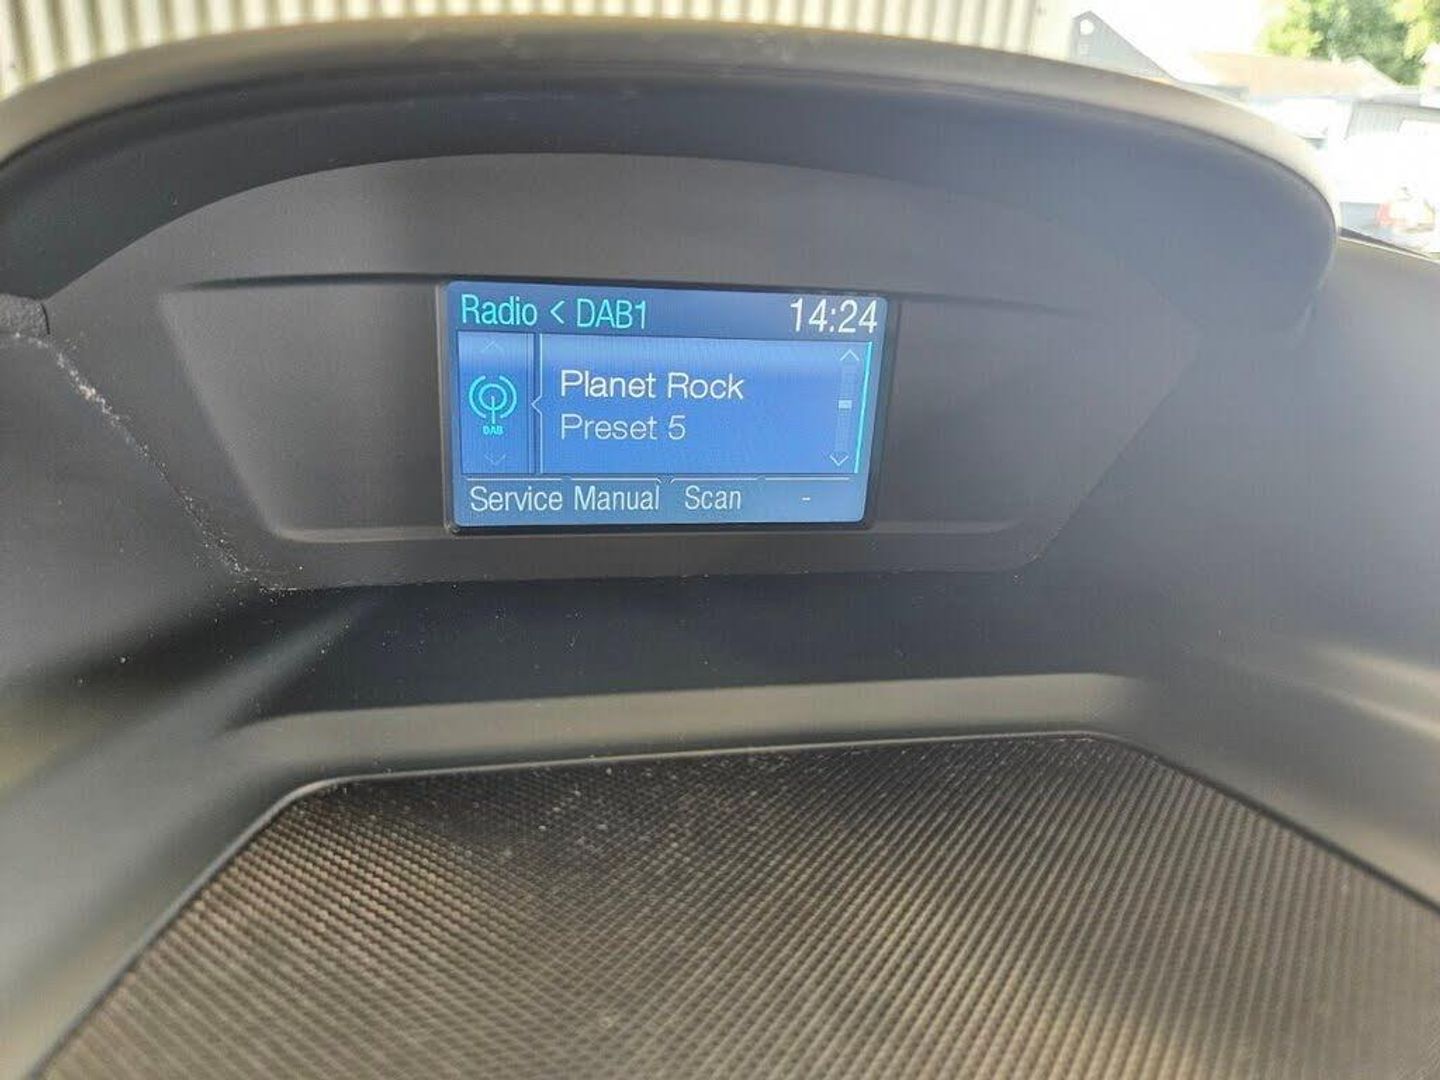 Radio < DAB1 14:24
DAB
Planet Rock
Preset 5
Service Manual Scan -